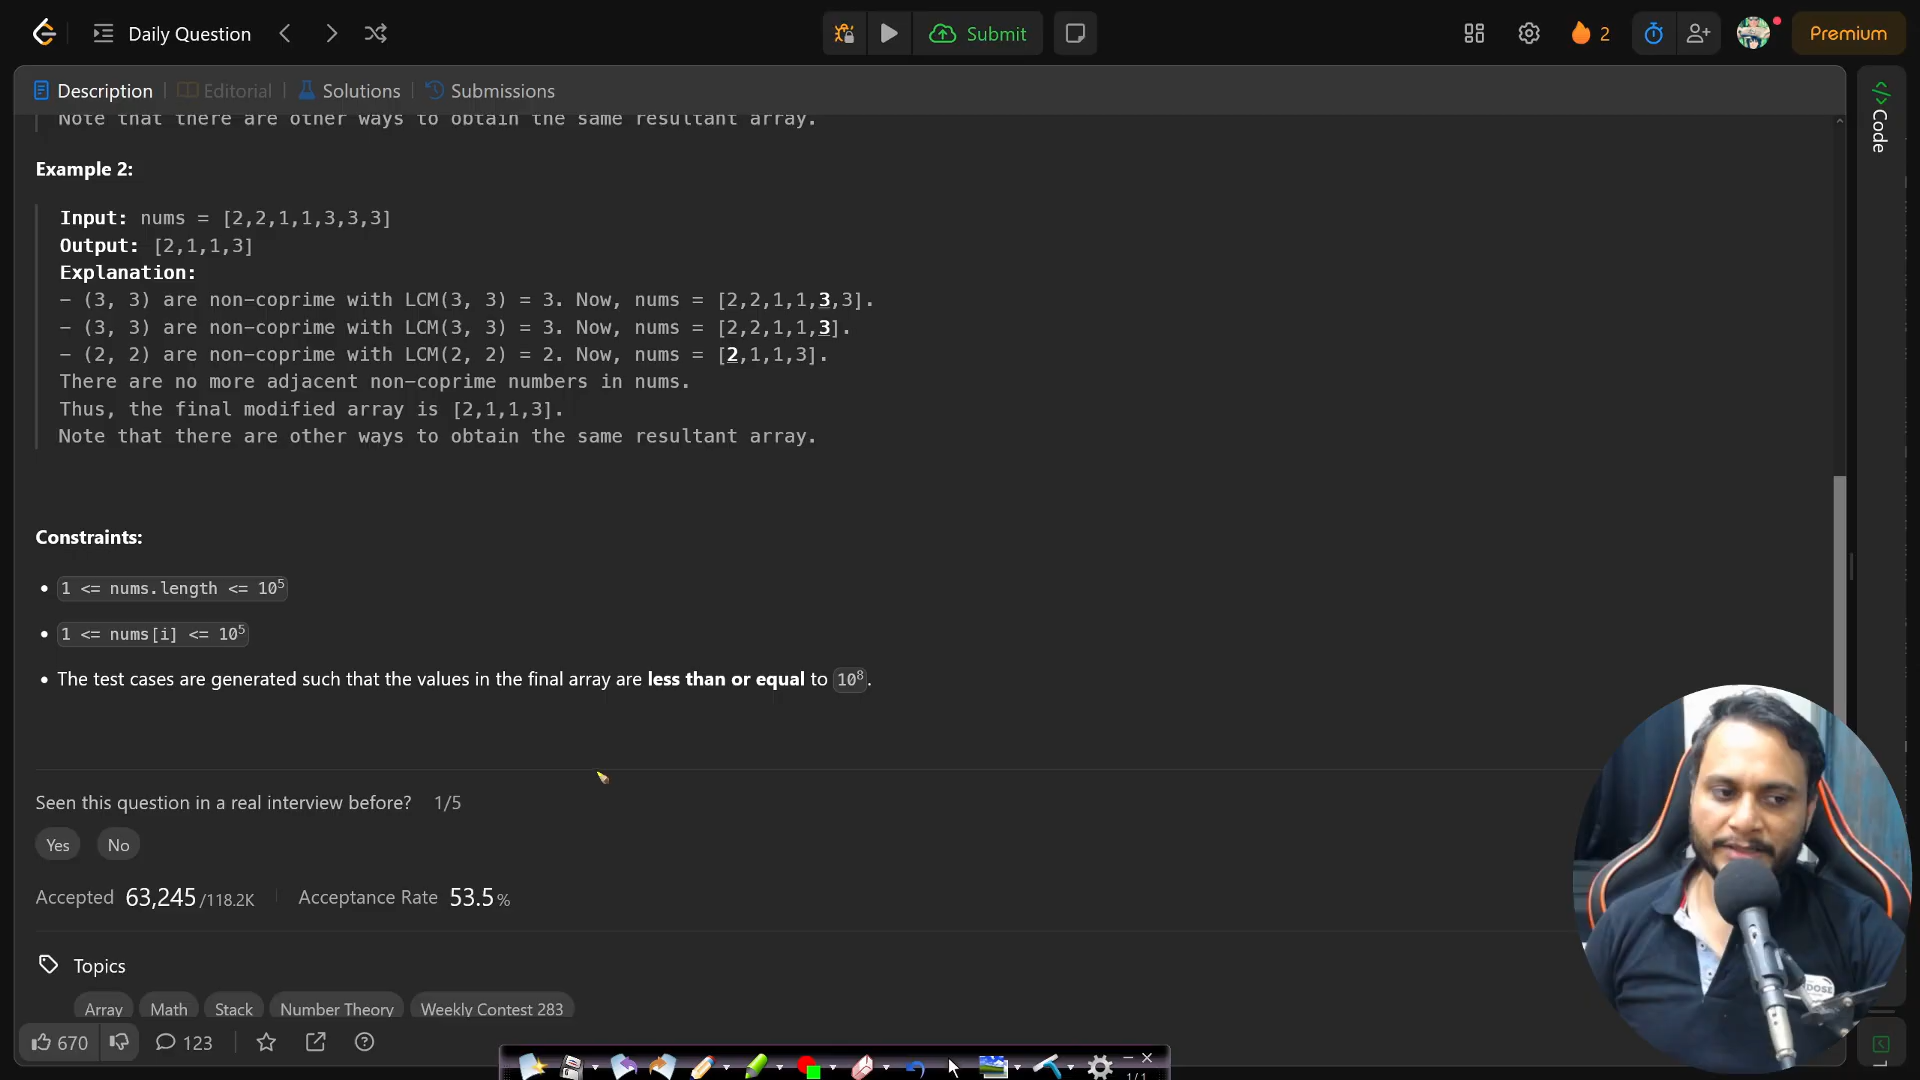 Daily Question
Submit
2
Premium
Description
Editorial
Solutions
Submissions
Code
Note that there are other ways to obtain the same resultant array.
Example 2:
Input: nums = [2,2,1,1,3,3,3]
Output: [2,1,1,3]
Explanation:
- (3, 3) are non-coprime with LCM(3, 3) = 3. Now, nums = [2,2,1,1,3,3].
- (3, 3) are non-coprime with LCM(3, 3) = 3. Now, nums = [2,2,1,1,3].
- (2, 2) are non-coprime with LCM(2, 2) = 2. Now, nums = [2,1,1,3].
There are no more adjacent non-coprime numbers in nums.
Thus, the final modified array is [2,1,1,3].
Note that there are other ways to obtain the same resultant array.
Constraints:
• 1 <= nums.length <= 10⁵
• 1 <= nums[i] <= 10⁵
• The test cases are generated such that the values in the final array are less than or equal to 10⁸.
Seen this question in a real interview before? 1/5
Yes No
Accepted 63,245/118.2K Acceptance Rate 53.5%
Topics
Array Math Stack Number Theory Weekly Contest 283
670 123
1/1